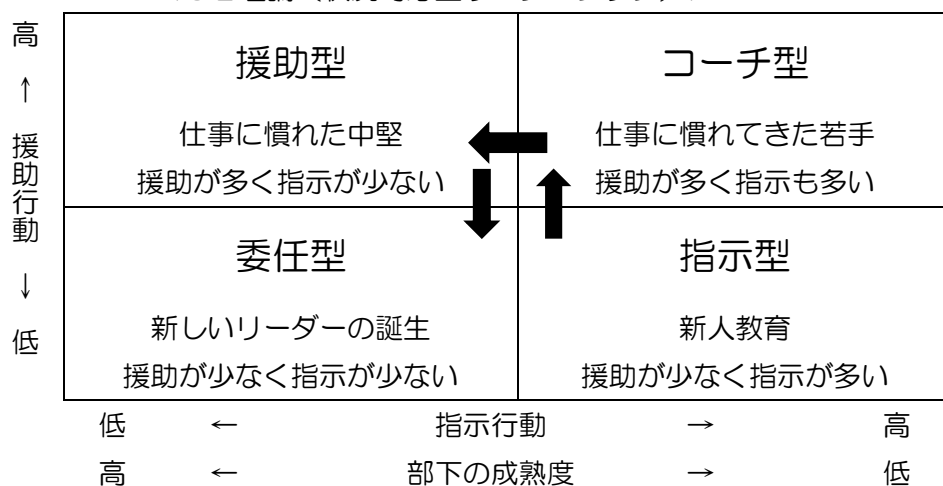 高
↑
援助行動
↓
低
援助型
仕事に慣れた中堅
援助が多く指示が少ない
コーチ型
仕事に慣れてきた若手
援助が多く指示も多い
委任型
新しいリーダーの誕生
援助が少なく指示が少ない
指示型
新人教育
援助が少なく指示が多い
低 ← 指示行動 → 高
高 ← 部下の成熟度 → 低